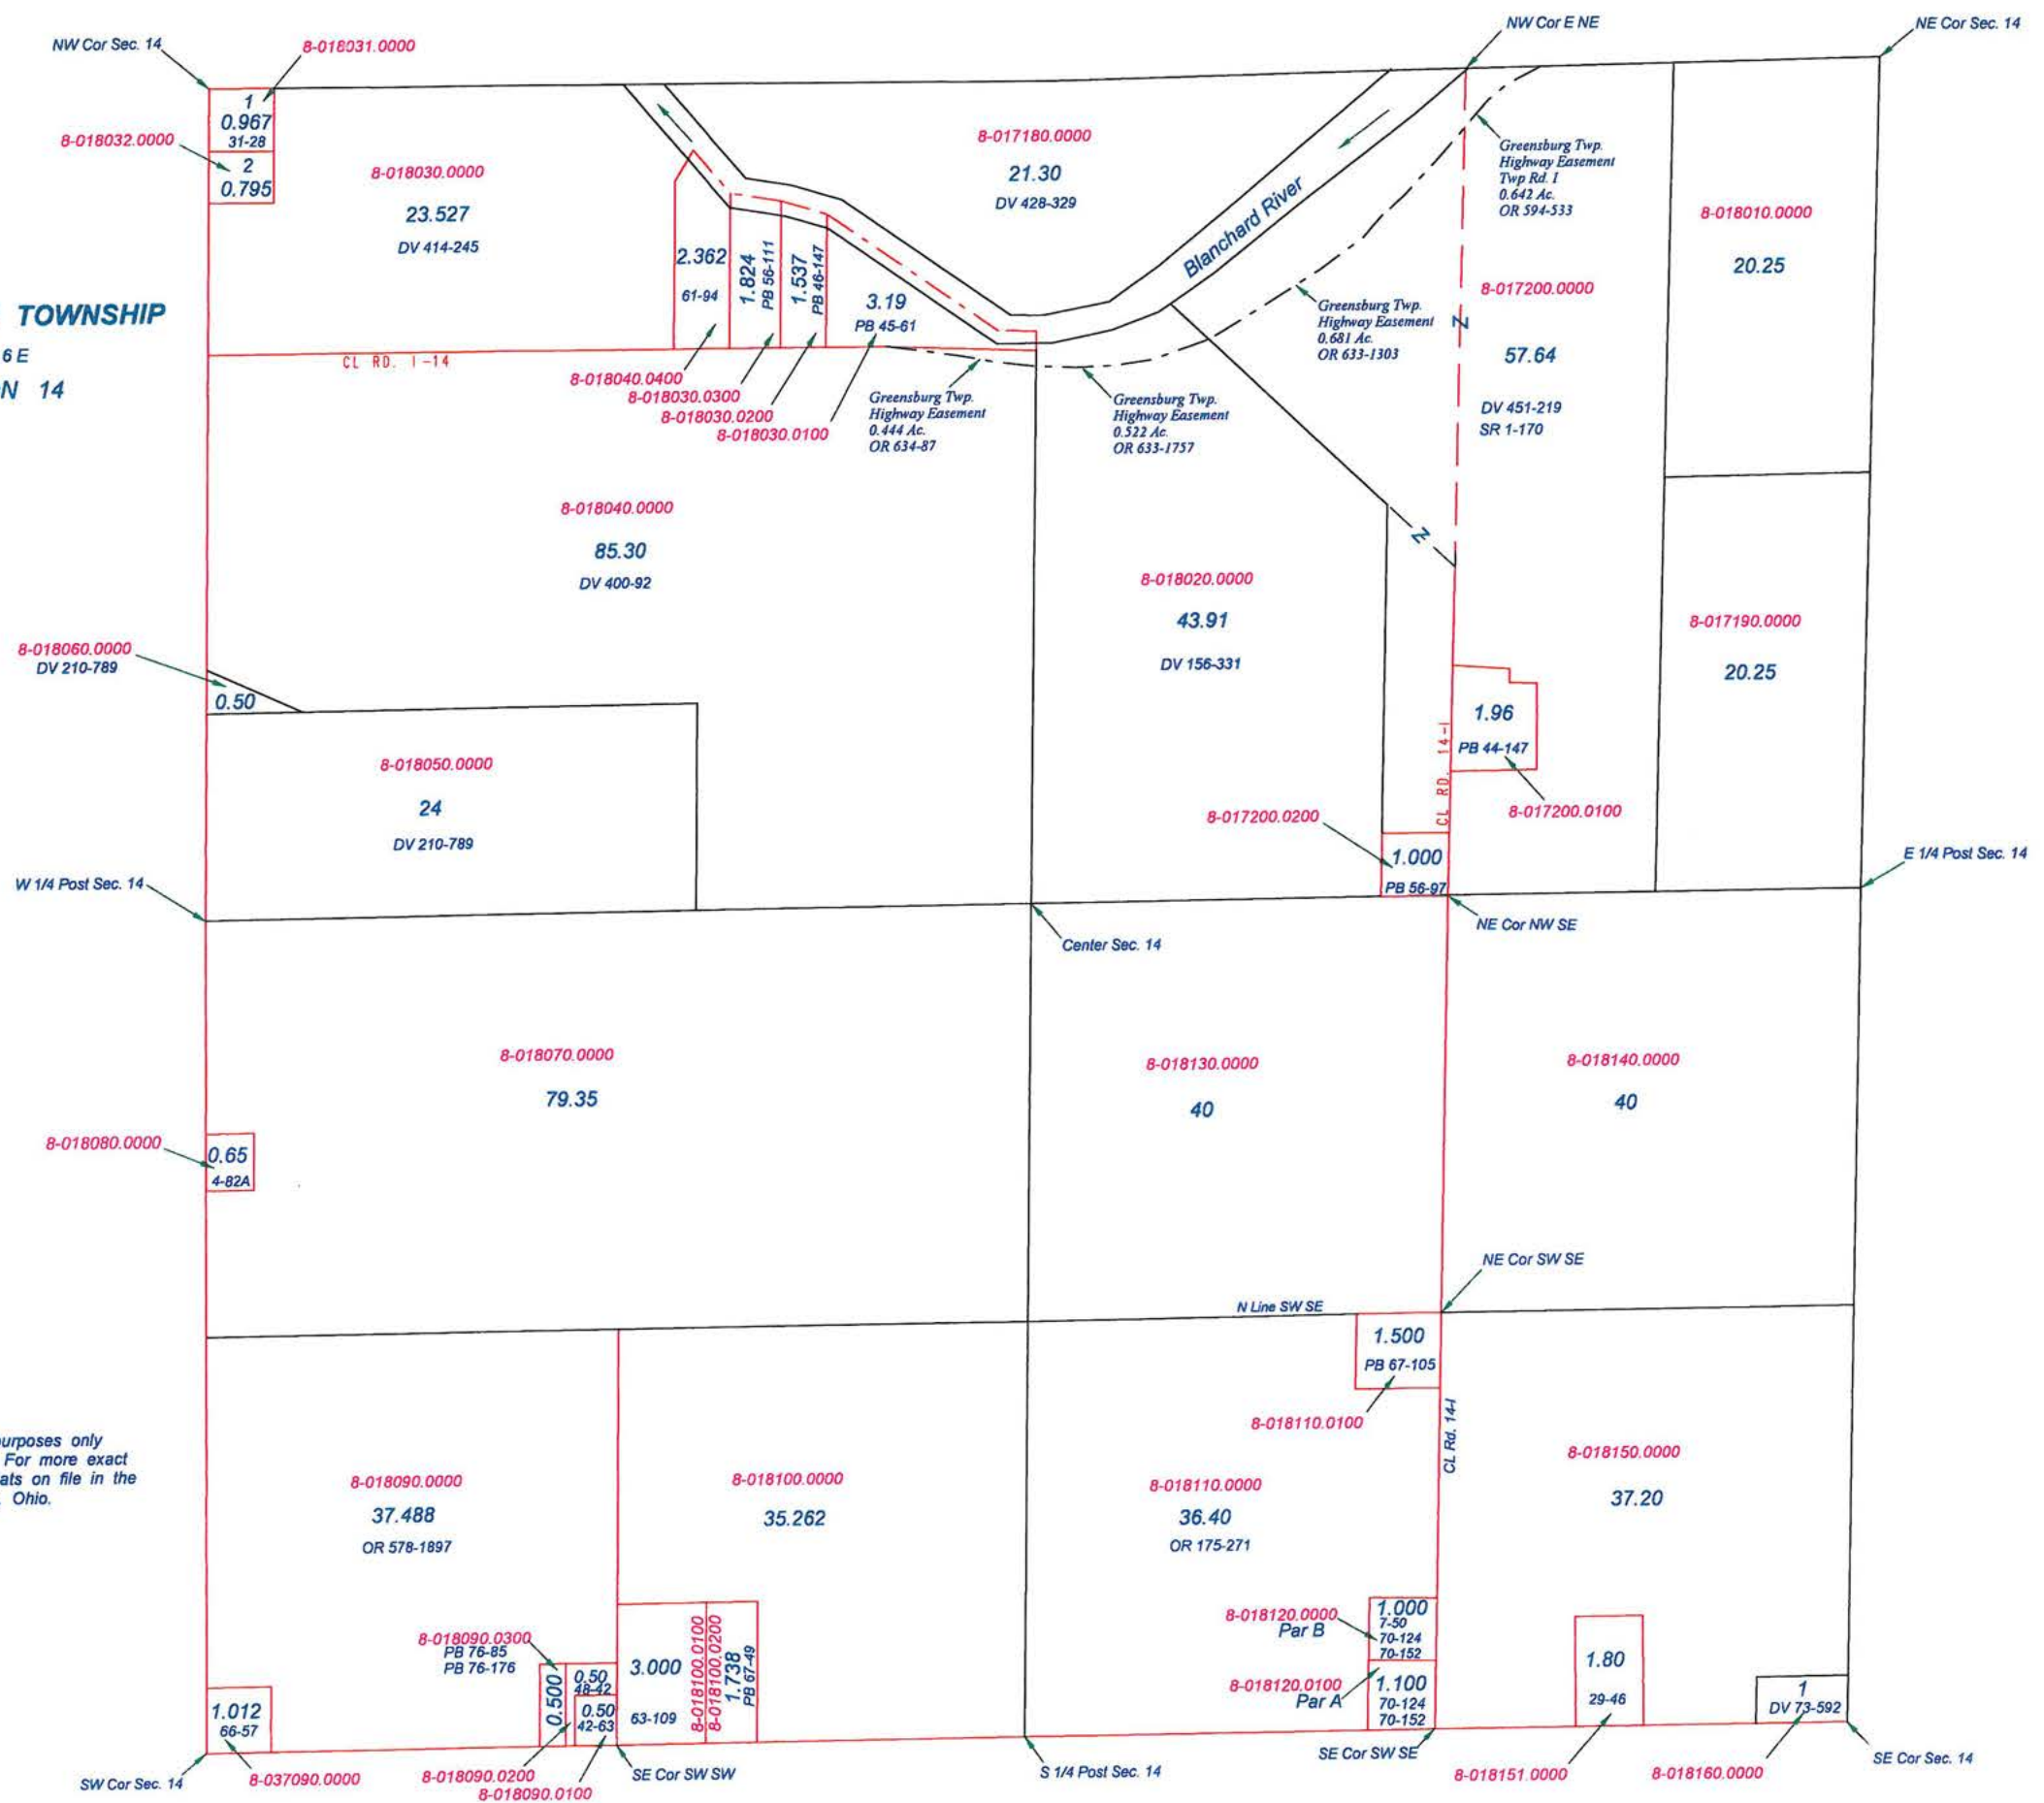 NW Cor Sec. 14
8-018031.0000
NW Cor E NE
NE Cor Sec. 14
1
0.967
31-28
8-018032.0000
2
0.795
8-018030.0000
23.527
DV 414-245
8-017180.0000
21.30
DV 428-329
Blanchard River
Greensburg Twp.
Highway Easement
Twp Rd. I
0.642 Ac.
OR 594-533
8-018010.0000
20.25
TOWNSHIP
6 E
N 14
2.362
61-94
1.824
PB 56-111
1.537
PB 46-147
3.19
PB 45-61
Greensburg Twp.
Highway Easement
0.681 Ac.
OR 633-1303
8-017200.0000
Z
57.64
DV 451-219
SR 1-170
CL RD. I-14
8-018040.0400
8-018030.0300
8-018030.0200
8-018030.0100
Greensburg Twp.
Highway Easement
0.444 Ac.
OR 634-87
Greensburg Twp.
Highway Easement
0.522 Ac.
OR 633-1757
8-018040.0000
85.30
DV 400-92
Z
8-018020.0000
43.91
DV 156-331
8-017190.0000
20.25
8-018060.0000
DV 210-789
0.50
8-018050.0000
24
DV 210-789
1.96
PB 44-147
CL RD. 14-I
8-017200.0100
8-017200.0200
1.000
PB 56-97
W 1/4 Post Sec. 14
E 1/4 Post Sec. 14
NE Cor NW SE
Center Sec. 14
8-018070.0000
79.35
8-018130.0000
40
8-018140.0000
40
8-018080.0000
0.65
4-82A
NE Cor SW SE
N Line SW SE
1.500
PB 67-105
8-018110.0100
CL Rd. 14-I
urposes only
For more exact
ats on file in the
Ohio.
8-018090.0000
37.488
OR 578-1897
8-018100.0000
35.262
8-018110.0000
36.40
OR 175-271
8-018150.0000
37.20
8-018090.0300
PB 76-85
PB 76-176
0.500
0.50
48-42
0.50
42-63
3.000
63-109
8-018100.0100
8-018100.0200
1.738
PB 67-49
8-018120.0000
Par B
1.000
7-50
70-124
70-152
8-018120.0100
Par A
1.100
70-124
70-152
1.80
29-46
1
DV 73-592
1.012
66-57
SW Cor Sec. 14
8-037090.0000
8-018090.0200
8-018090.0100
SE Cor SW SW
S 1/4 Post Sec. 14
SE Cor SW SE
8-018151.0000
8-018160.0000
SE Cor Sec. 14